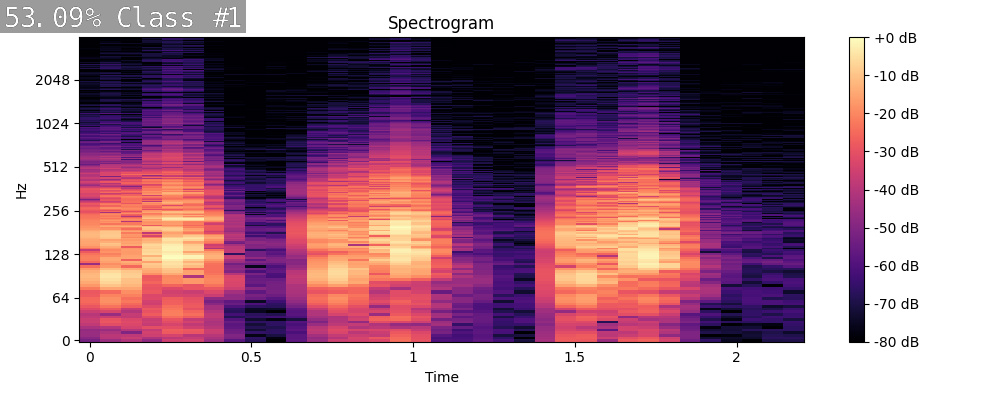 53.09% Class #1
Spectrogram
2048
1024
512
256
128
64
0
Hz
0
0.5
1
1.5
2
Time
+0 dB
-10 dB
-20 dB
-30 dB
-40 dB
-50 dB
-60 dB
-70 dB
-80 dB